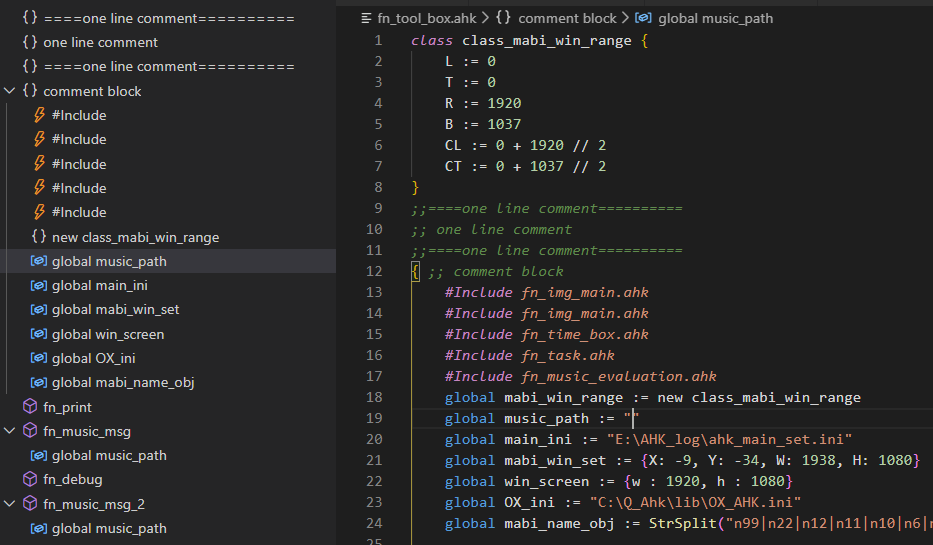 ====one line comment==========
one line comment
====one line comment==========
comment block
#Include
#Include
#Include
#Include
#Include
new class_mabi_win_range
global music_path
global main_ini
global mabi_win_set
global win_screen
global OX_ini
global mabi_name_obj
fn_print
fn_music_msg
global music_path
fn_debug
fn_music_msg_2
global music_path
fn_tool_box.ahk > {} comment block > global music_path
1 class class_mabi_win_range {
2 L := 0
3 T := 0
4 R := 1920
5 B := 1037
6 CL := 0 + 1920 // 2
7 CT := 0 + 1037 // 2
8 }
9 ;;====one line comment==========
10 ;; one line comment
11 ;;====one line comment==========
12 { ;; comment block
13 #Include fn_img_main.ahk
14 #Include fn_img_main.ahk
15 #Include fn_time_box.ahk
16 #Include fn_task.ahk
17 #Include fn_music_evaluation.ahk
18 global mabi_win_range := new class_mabi_win_range
19 global music_path := ""
20 global main_ini := "E:\AHK_log\ahk_main_set.ini"
21 global mabi_win_set := {X: -9, Y: -34, W: 1938, H: 1080}
22 global win_screen := {w : 1920, h : 1080}
23 global OX_ini := "C:\Q_Ahk\lib\OX_AHK.ini"
24 global mabi_name_obj := StrSplit("n99|n22|n12|n11|n10|n6|
25